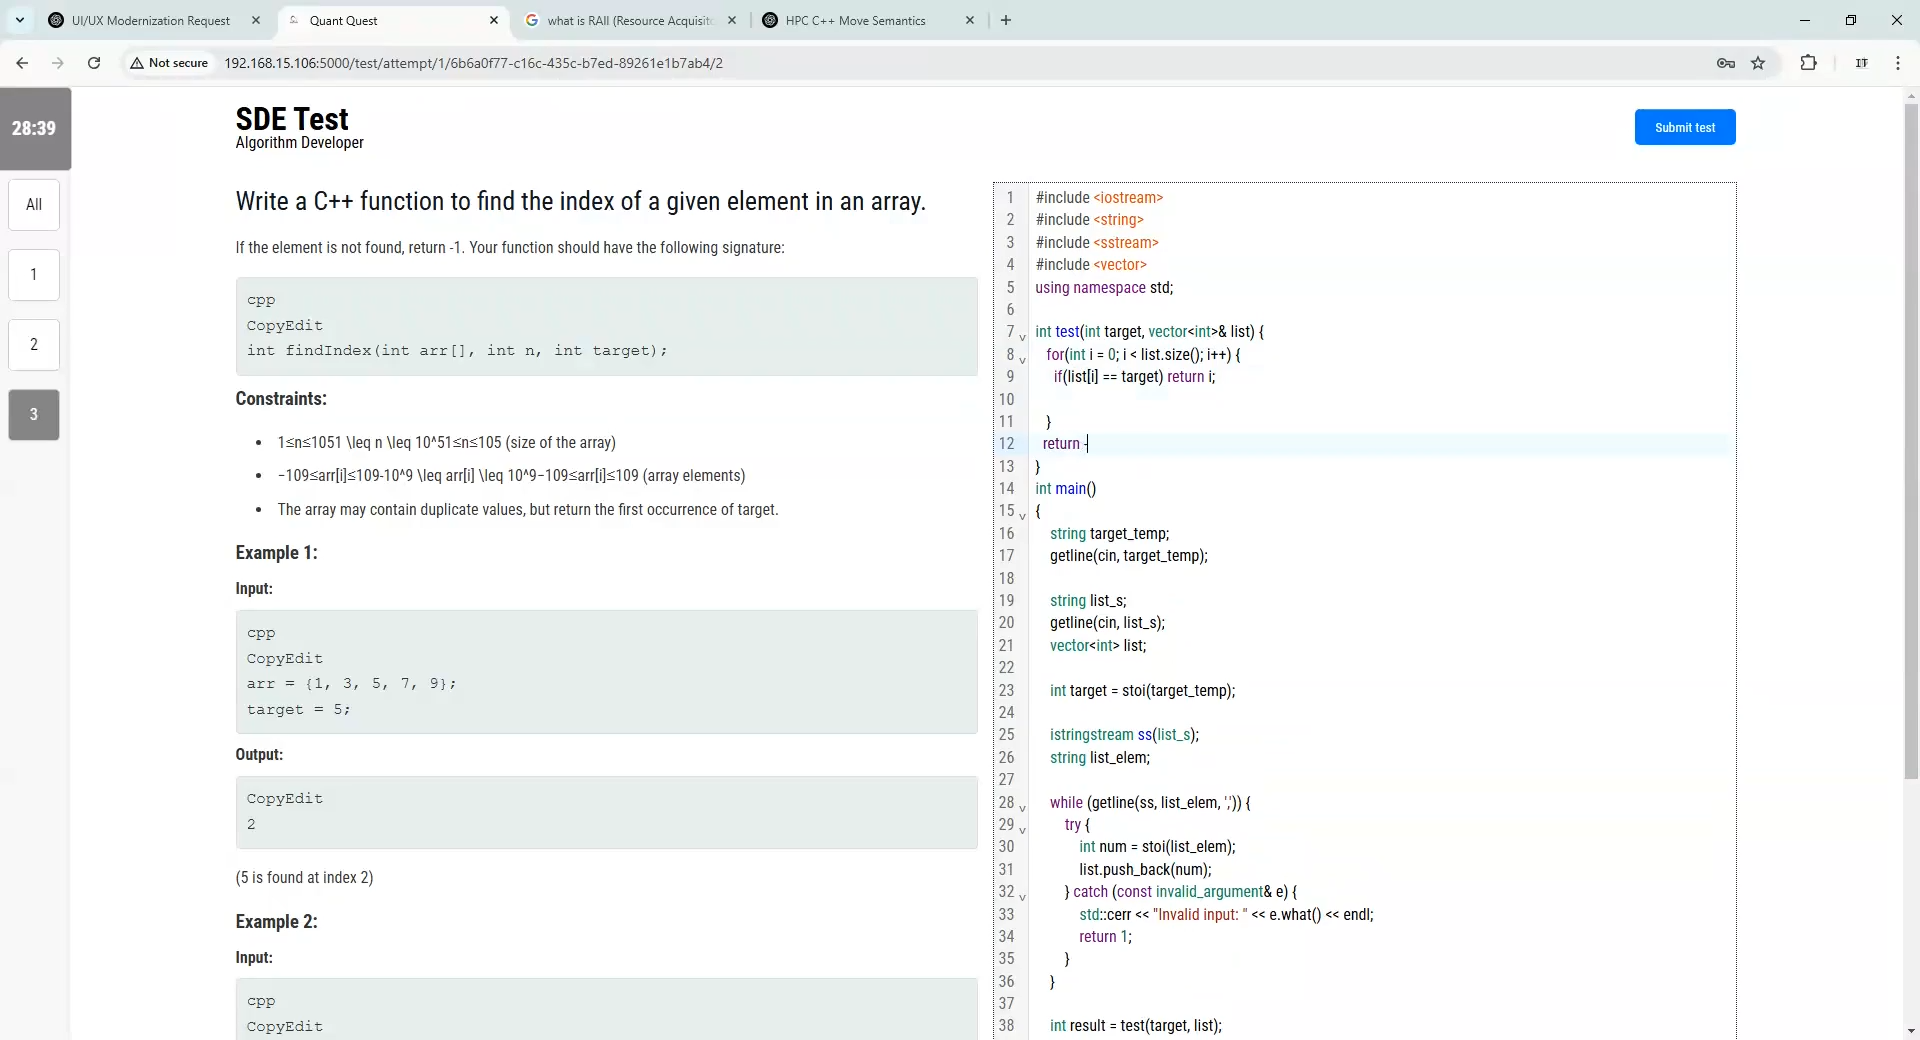 UI/UX Modernization Request
Quant Quest
what is RAII (Resource Acquisiti
HPC C++ Move Semantics
Not secure
192.168.15.106:5000/test/attempt/1/6b6a0f77-c16c-435c-b7ed-89261e1b7ab4/2
28:39
All
1
2
3
SDE Test
Algorithm Developer
Submit test
Write a C++ function to find the index of a given element in an array.
If the element is not found, return -1. Your function should have the following signature:
cpp
CopyEdit
int findIndex(int arr[], int n, int target);
Constraints:
• 1≤n≤1051 \leq n \leq 10^51≤n≤105 (size of the array)
• −109≤arr[i]≤109-10^9 \leq arr[i] \leq 10^9−109≤arr[i]≤109 (array elements)
• The array may contain duplicate values, but return the first occurrence of target.
Example 1:
Input:
cpp
CopyEdit
arr = {1, 3, 5, 7, 9};
target = 5;
Output:
CopyEdit
2
(5 is found at index 2)
Example 2:
Input:
cpp
CopyEdit
1 #include <iostream>
2 #include <string>
3 #include <sstream>
4 #include <vector>
5 using namespace std;
6
7 int test(int target, vector<int>& list) {
8 for(int i = 0; i < list.size(); i++) {
9 if(list[i] == target) return i;
10
11 }
12 return -
13 }
14 int main()
15 {
16 string target_temp;
17 getline(cin, target_temp);
18
19 string list_s;
20 getline(cin, list_s);
21 vector<int> list;
22
23 int target = stoi(target_temp);
24
25 istringstream ss(list_s);
26 string list_elem;
27
28 while (getline(ss, list_elem, ',')) {
29 try {
30 int num = stoi(list_elem);
31 list.push_back(num);
32 } catch (const invalid_argument& e) {
33 std::cerr << "Invalid input: " << e.what() << endl;
34 return 1;
35 }
36 }
37
38 int result = test(target, list);